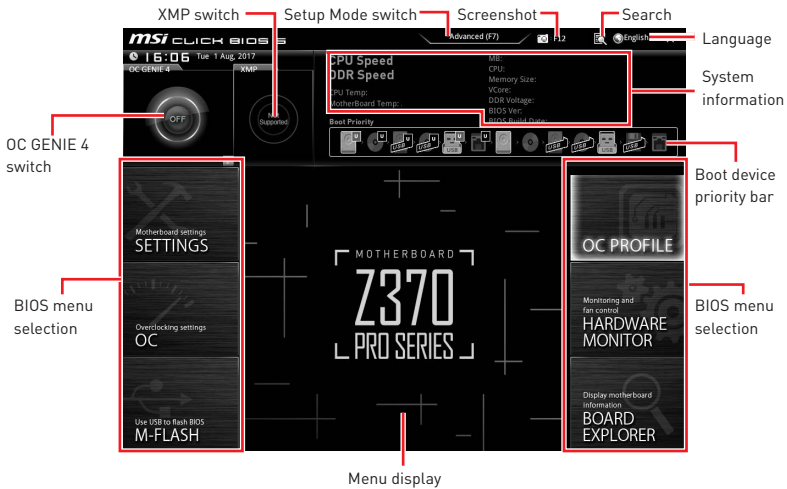 XMP switch
Setup Mode switch
Screenshot
Search
msi CLICK BIOS 5
Advanced (F7)
F12
English
Language
16:06 Tue 1 Aug, 2017
OC GENIE 4
XMP
CPU Speed
DDR Speed
CPU Temp:
MotherBoard Temp:
MB:
CPU:
Memory Size:
VCore:
DDR Voltage:
BIOS Ver:
BIOS Build Date:
System
information
OFF
Not
Supported
Boot Priority
U
U
U
USB
U
USB
U
USB
U
USB
USB
USB
USB
OC GENIE 4
switch
Boot device
priority bar
Motherboard settings
SETTINGS
Overclocking settings
OC
Use USB to flash BIOS
M-FLASH
MOTHERBOARD
Z370
PRO SERIES
OC PROFILE
Monitoring and
fan control
HARDWARE
MONITOR
Display motherboard
information
BOARD
EXPLORER
BIOS menu
selection
BIOS menu
selection
Menu display